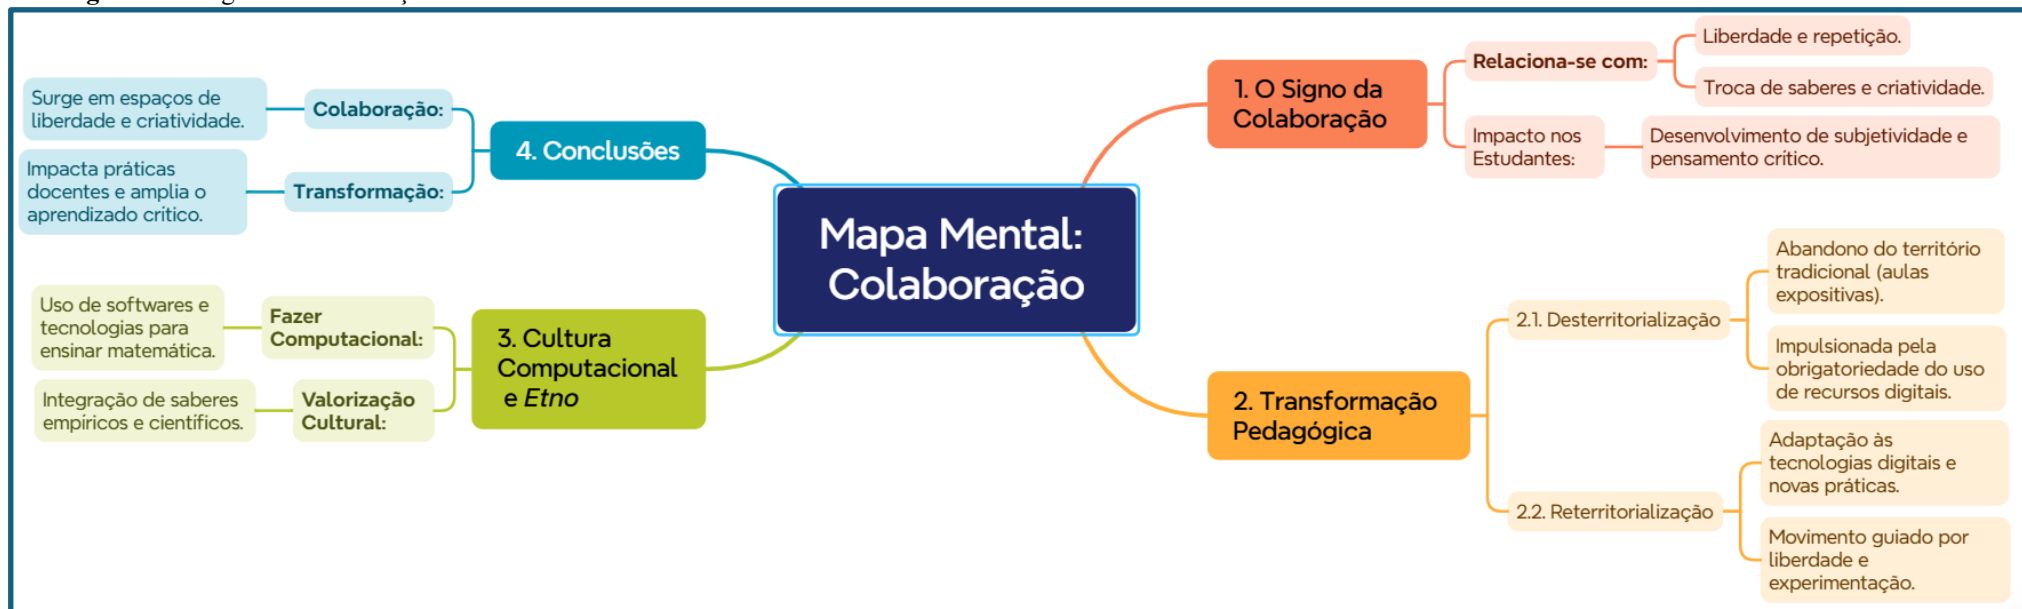 Mapa Mental:
Colaboração
1. O Signo da
Colaboração
Relaciona-se com:
Liberdade e repetição.
Troca de saberes e criatividade.
Impacto nos
Estudantes:
Desenvolvimento de subjetividade e
pensamento crítico.
2. Transformação
Pedagógica
2.1. Desterritorialização
Abandono do território
tradicional (aulas
expositivas).
Impulsionada pela
obrigatoriedade do uso
de recursos digitais.
2.2. Reterritorialização
Adaptação às
tecnologias digitais e
novas práticas.
Movimento guiado por
liberdade e
experimentação.
3. Cultura
Computacional
e Etno
Fazer
Computacional:
Uso de softwares e
tecnologias para
ensinar matemática.
Valorização
Cultural:
Integração de saberes
empíricos e científicos.
4. Conclusões
Colaboração:
Surge em espaços de
liberdade e criatividade.
Transformação:
Impacta práticas
docentes e amplia o
aprendizado crítico.